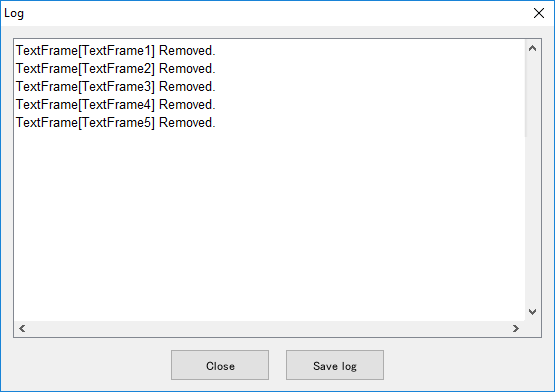 Log
TextFrame[TextFrame1] Removed.
TextFrame[TextFrame2] Removed.
TextFrame[TextFrame3] Removed.
TextFrame[TextFrame4] Removed.
TextFrame[TextFrame5] Removed.
Close
Save log